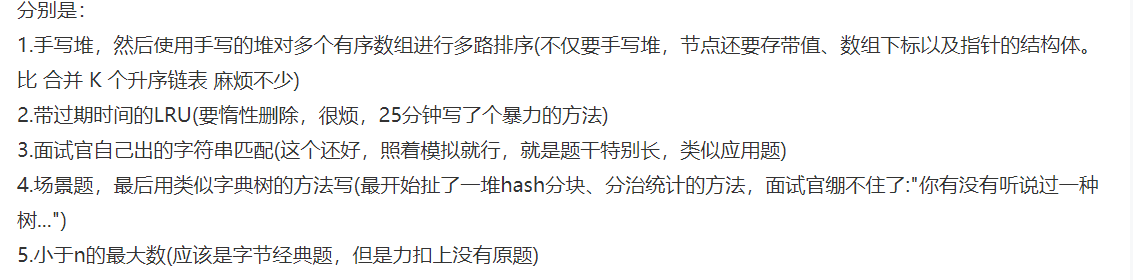 分别是：
1.手写堆，然后使用手写的堆对多个有序数组进行多路排序(不仅要手写堆，节点还要存带值、数组下标以及指针的结构体。
比 合并 K 个升序链表 麻烦不少)
2.带过期时间的LRU(要惰性删除，很烦，25分钟写了个暴力的方法)
3.面试官自己出的字符串匹配(这个还好，照着模拟就行，就是题干特别长，类似应用题)
4.场景题，最后用类似字典树的方法写(最开始扯了一堆hash分块、分治统计的方法，面试官绷不住了:"你有没有听说过一种
树...")
5.小于n的最大数(应该是字节经典题，但是力扣上没有原题)